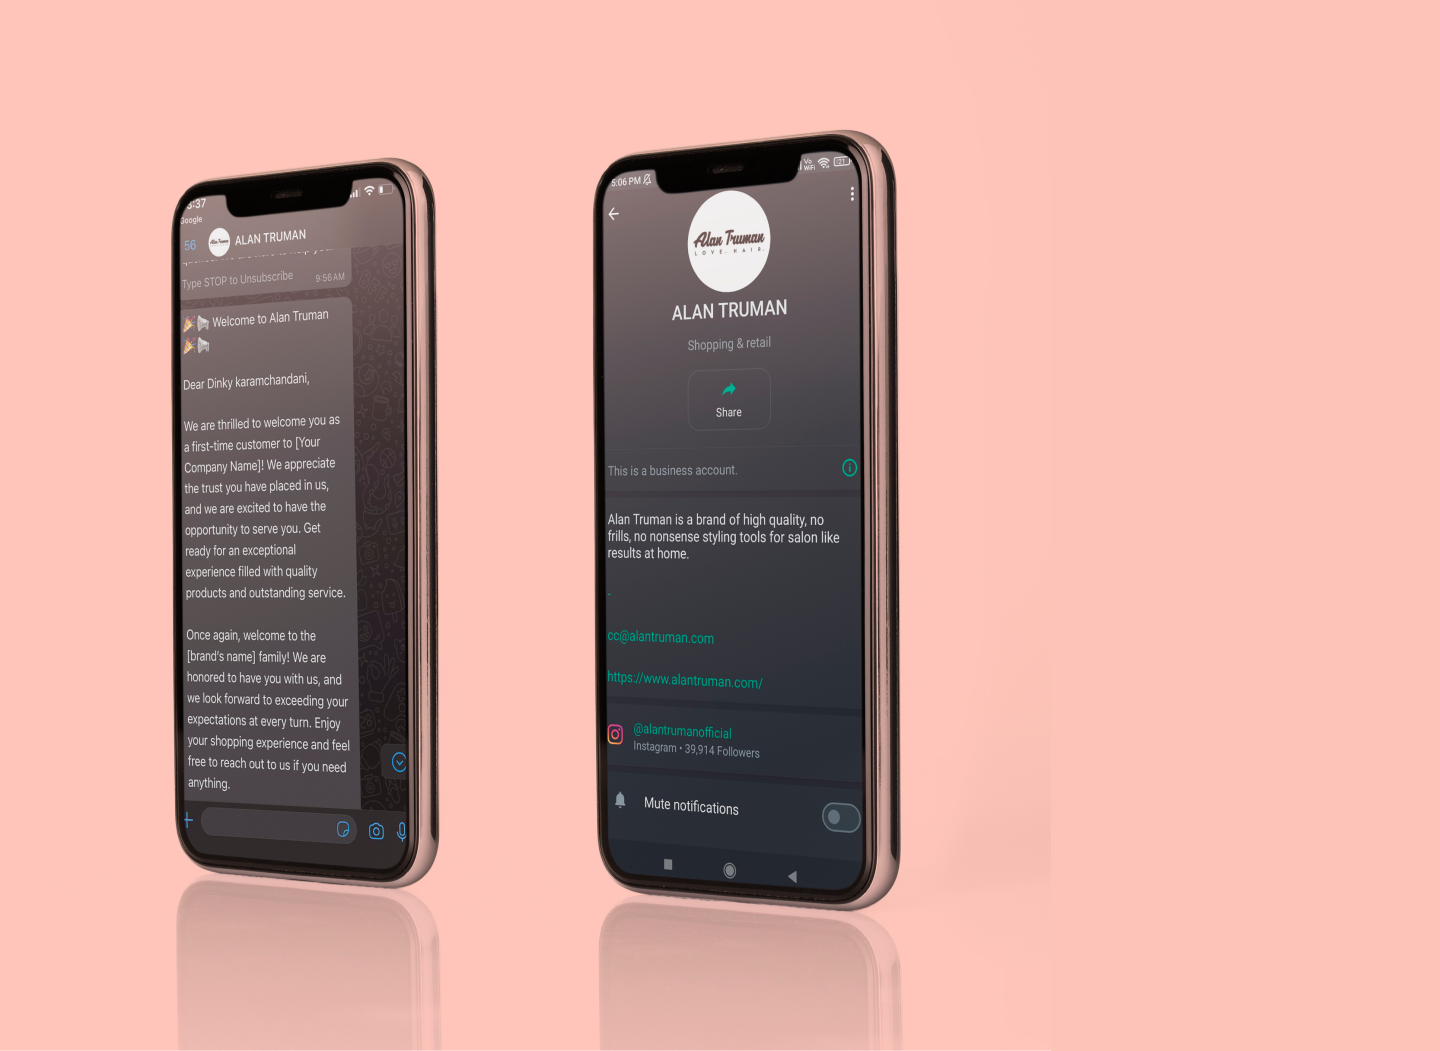 3:37
Google
56
Alan Truman
ALAN TRUMAN
Type STOP to Unsubscribe 9:56 AM
🎉📢 Welcome to Alan Truman
🎉📢
Dear Dinky karamchandani,
We are thrilled to welcome you as
a first-time customer to [Your
Company Name]! We appreciate
the trust you have placed in us,
and we are excited to have the
opportunity to serve you. Get
ready for an exceptional
experience filled with quality
products and outstanding service.
Once again, welcome to the
[brand's name] family! We are
honored to have you with us, and
we look forward to exceeding your
expectations at every turn. Enjoy
your shopping experience and feel
free to reach out to us if you need
anything.
5:06 PM
Vo
WiFi
Alan Truman
LOVE. HAIR.
ALAN TRUMAN
Shopping & retail
Share
This is a business account.
Alan Truman is a brand of high quality, no
frills, no nonsense styling tools for salon like
results at home.
-
cc@alantruman.com
https://www.alantruman.com/
@alantrumanofficial
Instagram • 39,914 Followers
Mute notifications